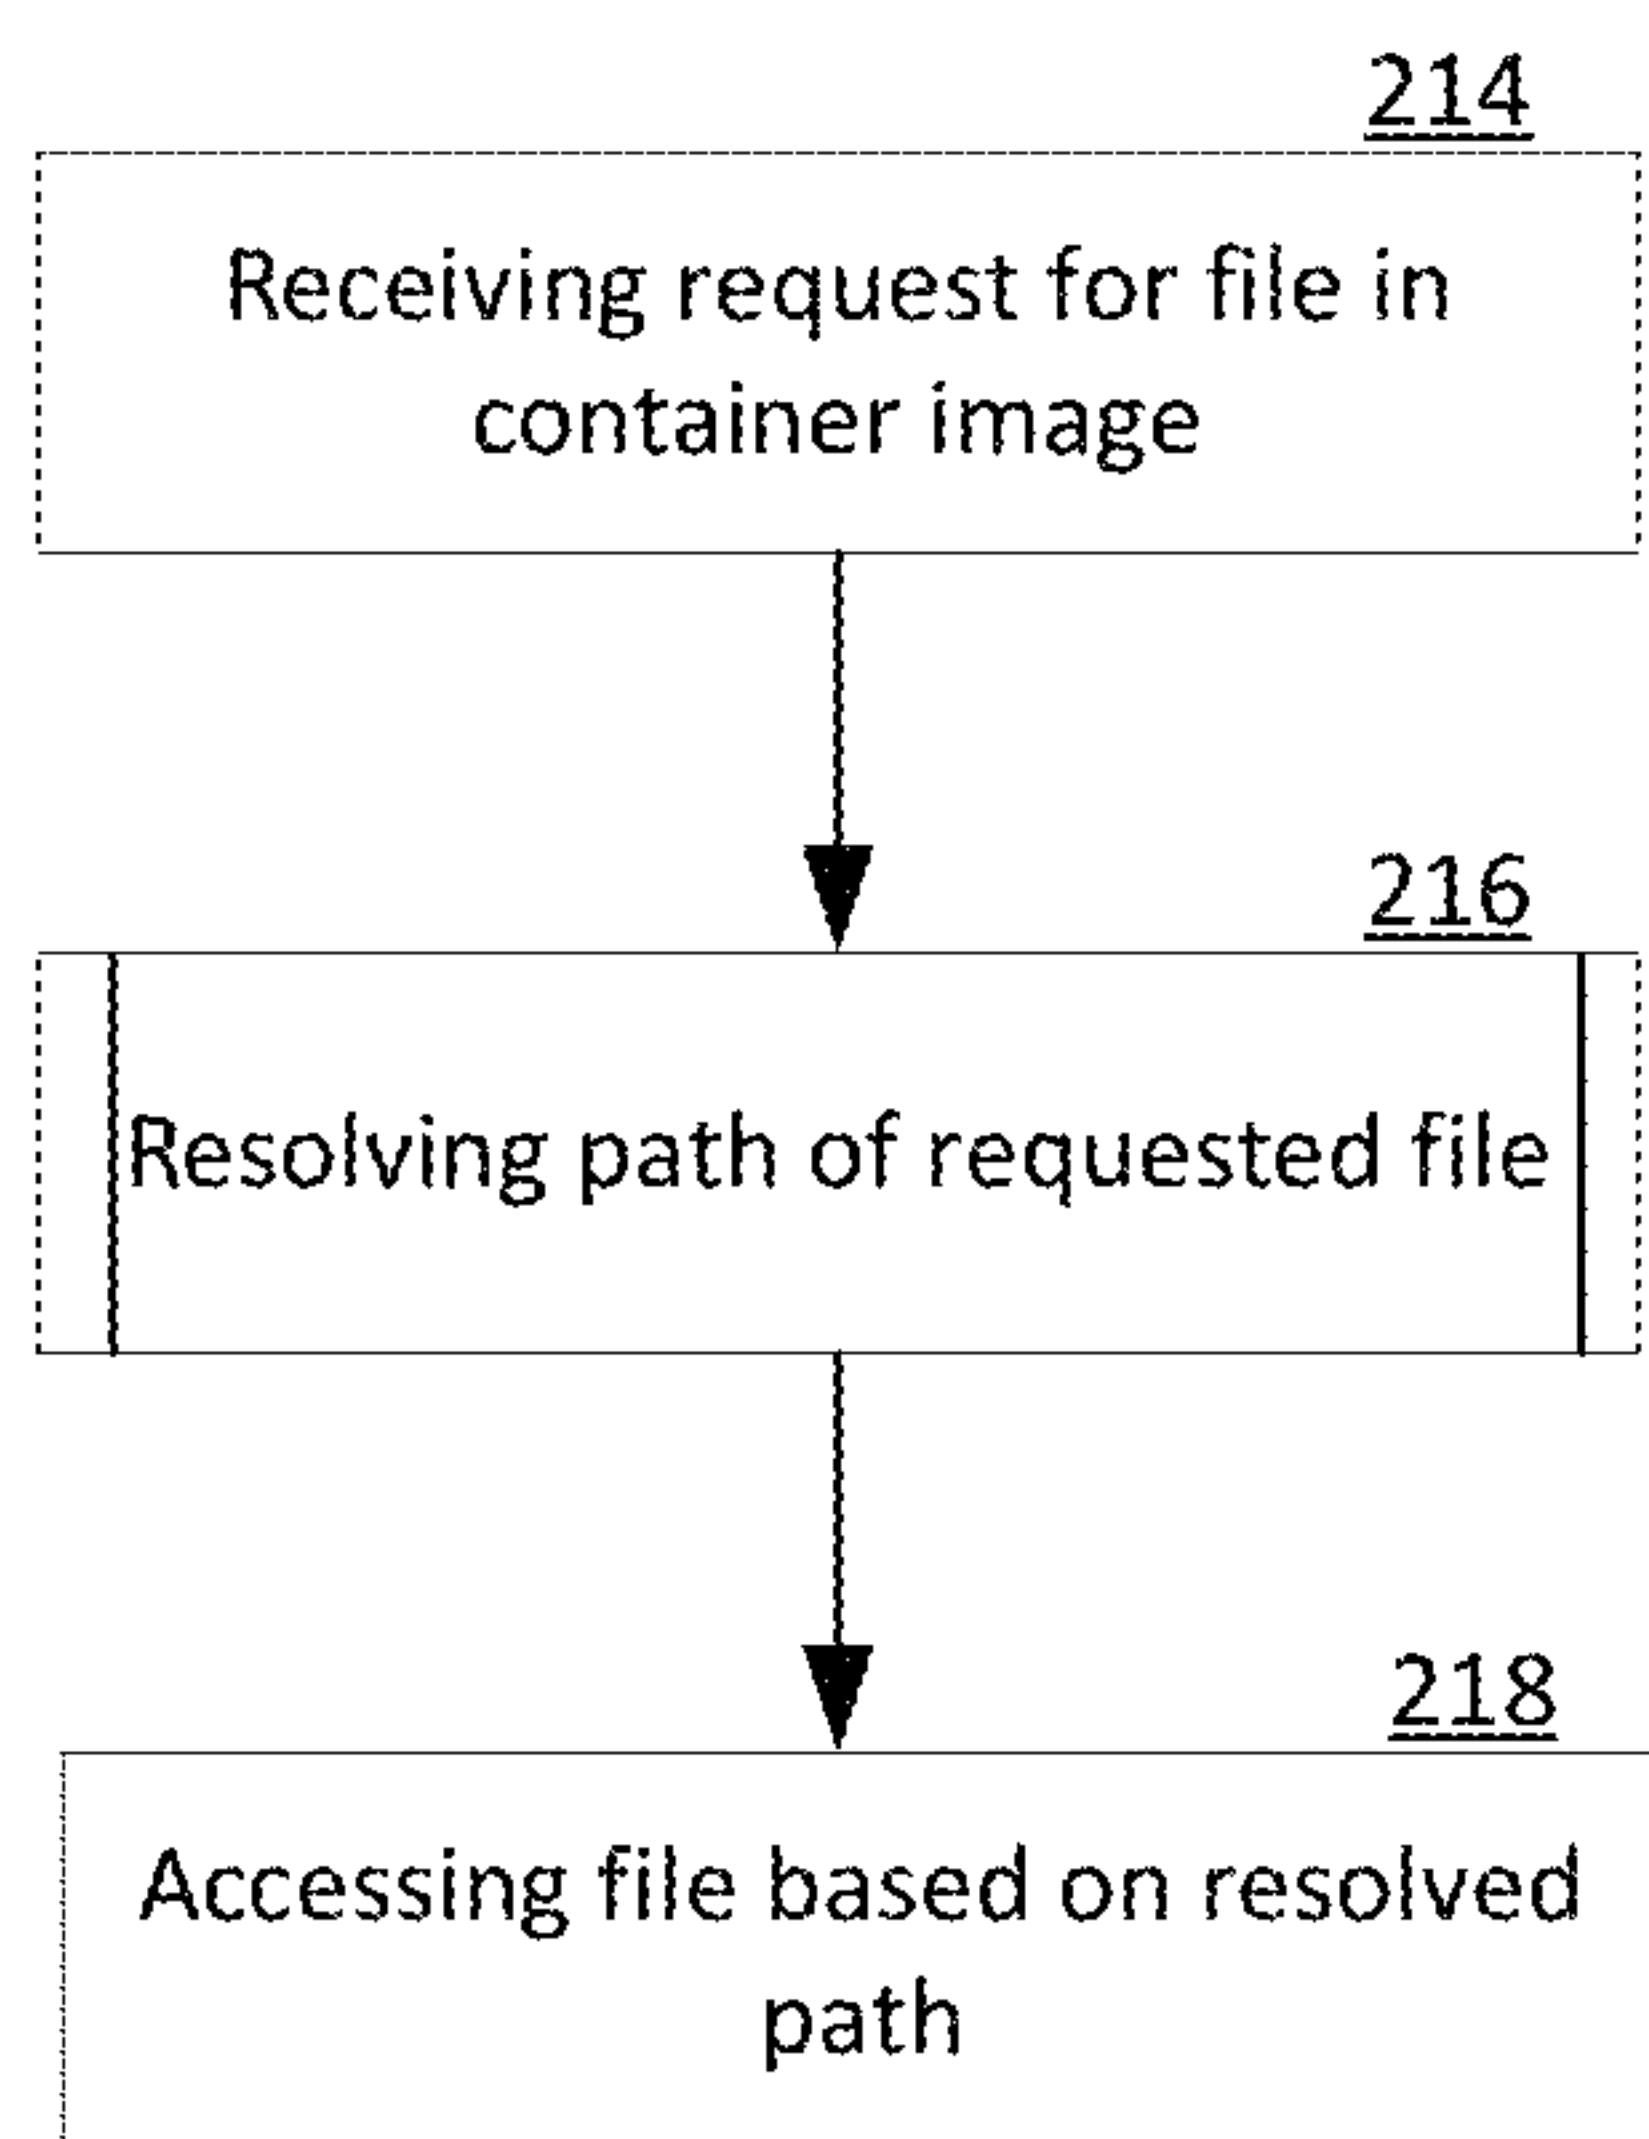 214
Receiving request for file in
container image
216
Resolving path of requested file
218
Accessing file based on resolved
path